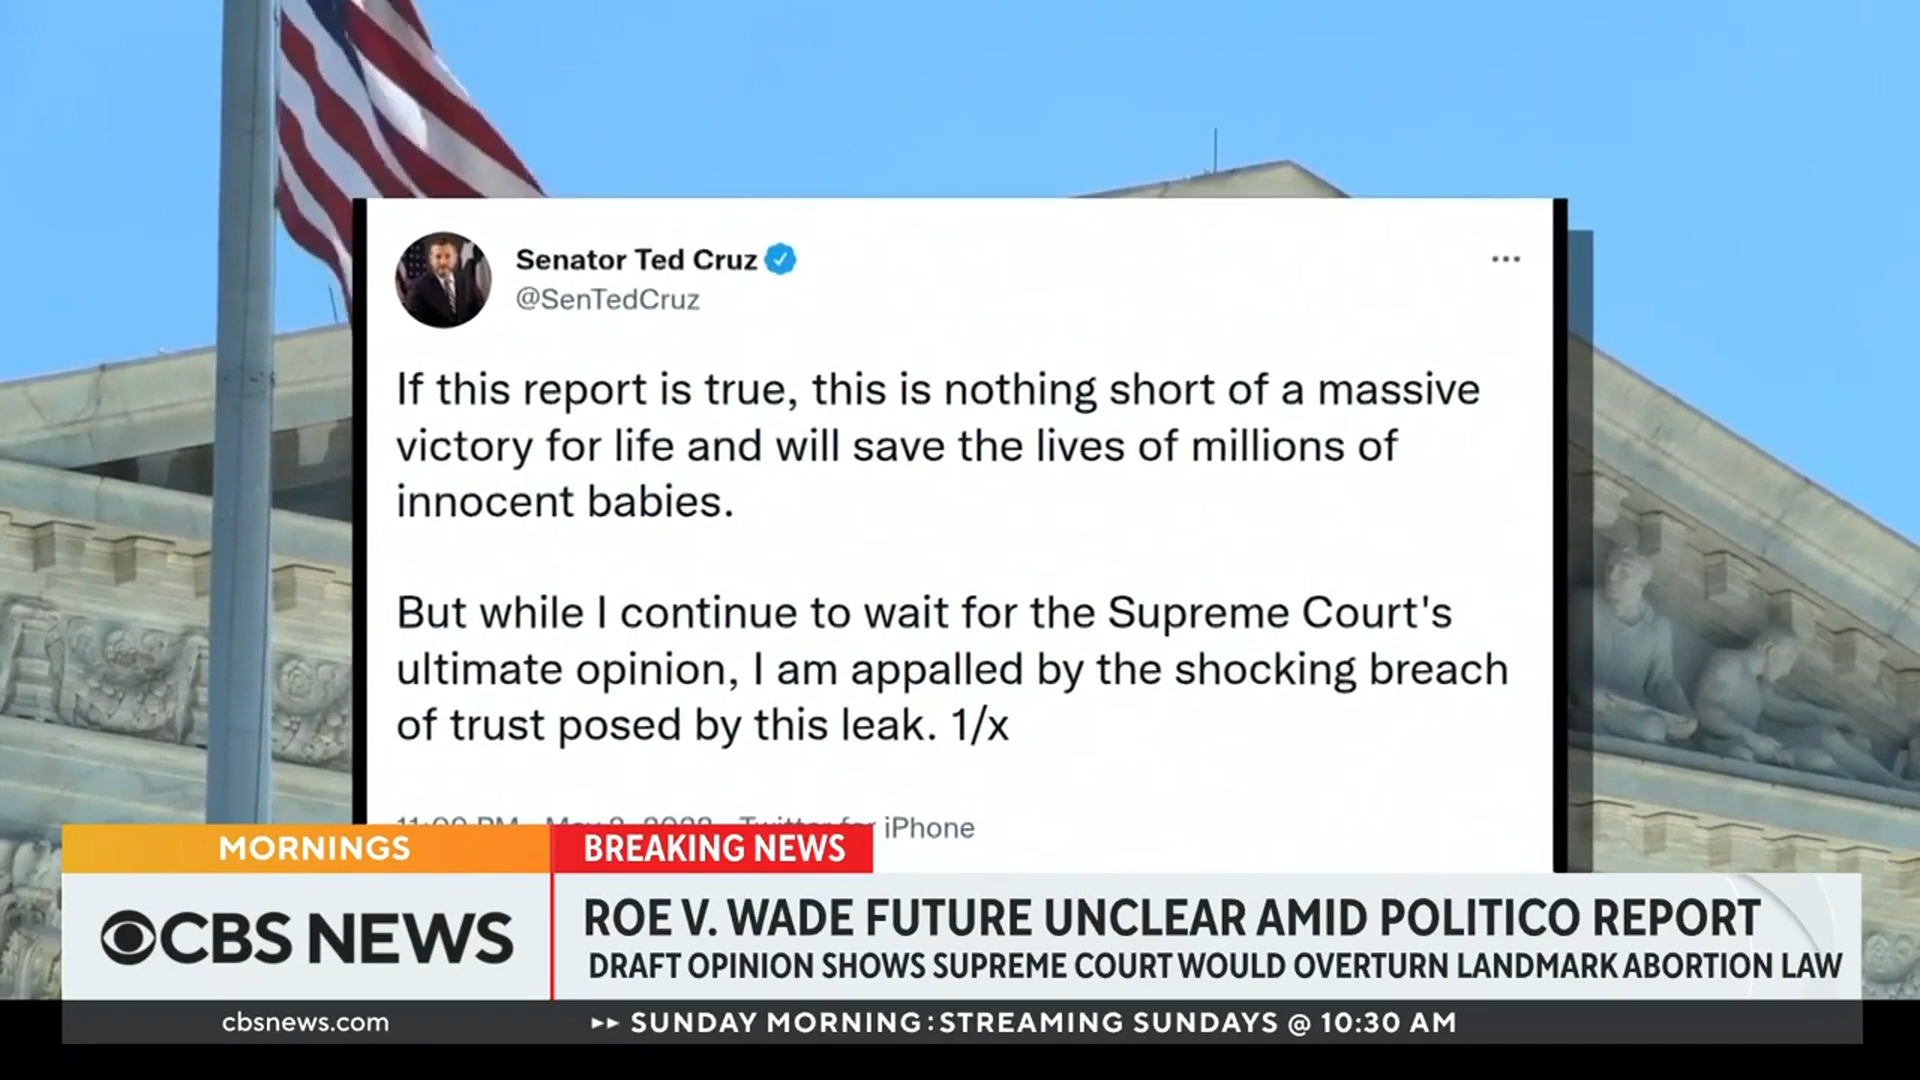 Senator Ted Cruz
@SenTedCruz
If this report is true, this is nothing short of a massive
victory for life and will save the lives of millions of
innocent babies.
But while I continue to wait for the Supreme Court's
ultimate opinion, I am appalled by the shocking breach
of trust posed by this leak. 1/x
PM Twitter for iPhone
MORNINGS
BREAKING NEWS
CBS NEWS
ROE V. WADE FUTURE UNCLEAR AMID POLITICO REPORT
DRAFT OPINION SHOWS SUPREME COURT WOULD OVERTURN LANDMARK ABORTION LAW
cbsnews.com
SUNDAY MORNING: STREAMING SUNDAYS @ 10:30 AM